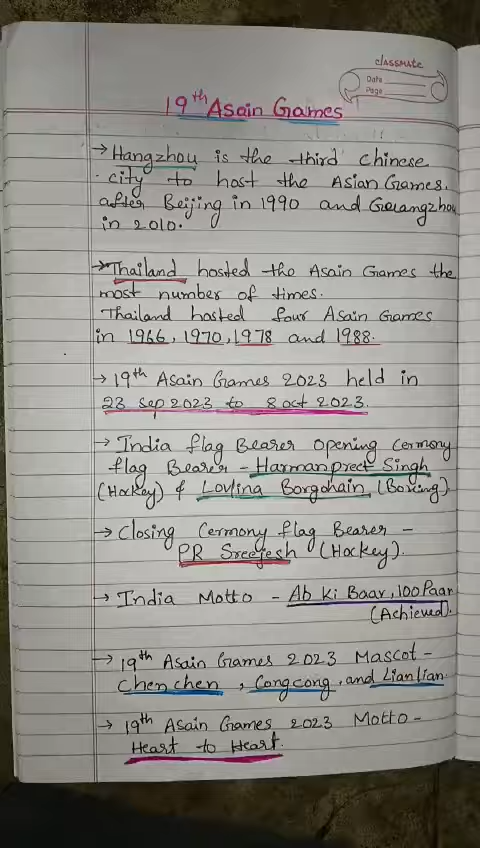 classmate
Date
Page
19th Asain Games
→ Hangzhou is the third Chinese
city to host the Asian Games.
after Beijing in 1990 and Gwangzhou
in 2010.
→ Thailand hosted the Asain Games the
most number of times.
Thailand hosted four Asain Games
in 1966, 1970, 1978 and 1988.
→ 19th Asain Games 2023 held in
23 sep 2023 to 8 oct 2023.
→ India flag Bearer Opening Cermony
flag Bearer - Harmanpreet Singh
(Hockey) & Lovlina Borgohain (Boxing)
→ Closing Cermony flag Bearer -
PR Sreejesh (Hockey).
→ India Motto - Ab Ki Baar, 100 Paar
(Achieved).
→ 19th Asain Games 2023 Mascot -
Chenchen, Congcong, and Lianlian
→ 19th Asain Games 2023 Motto -
Heart to Heart.